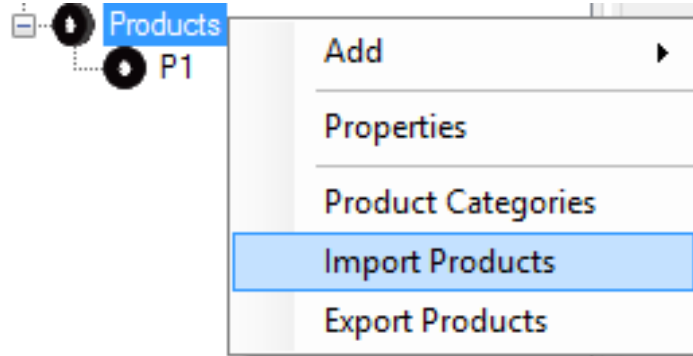 Products
P1
Add
Properties
Product Categories
Import Products
Export Products